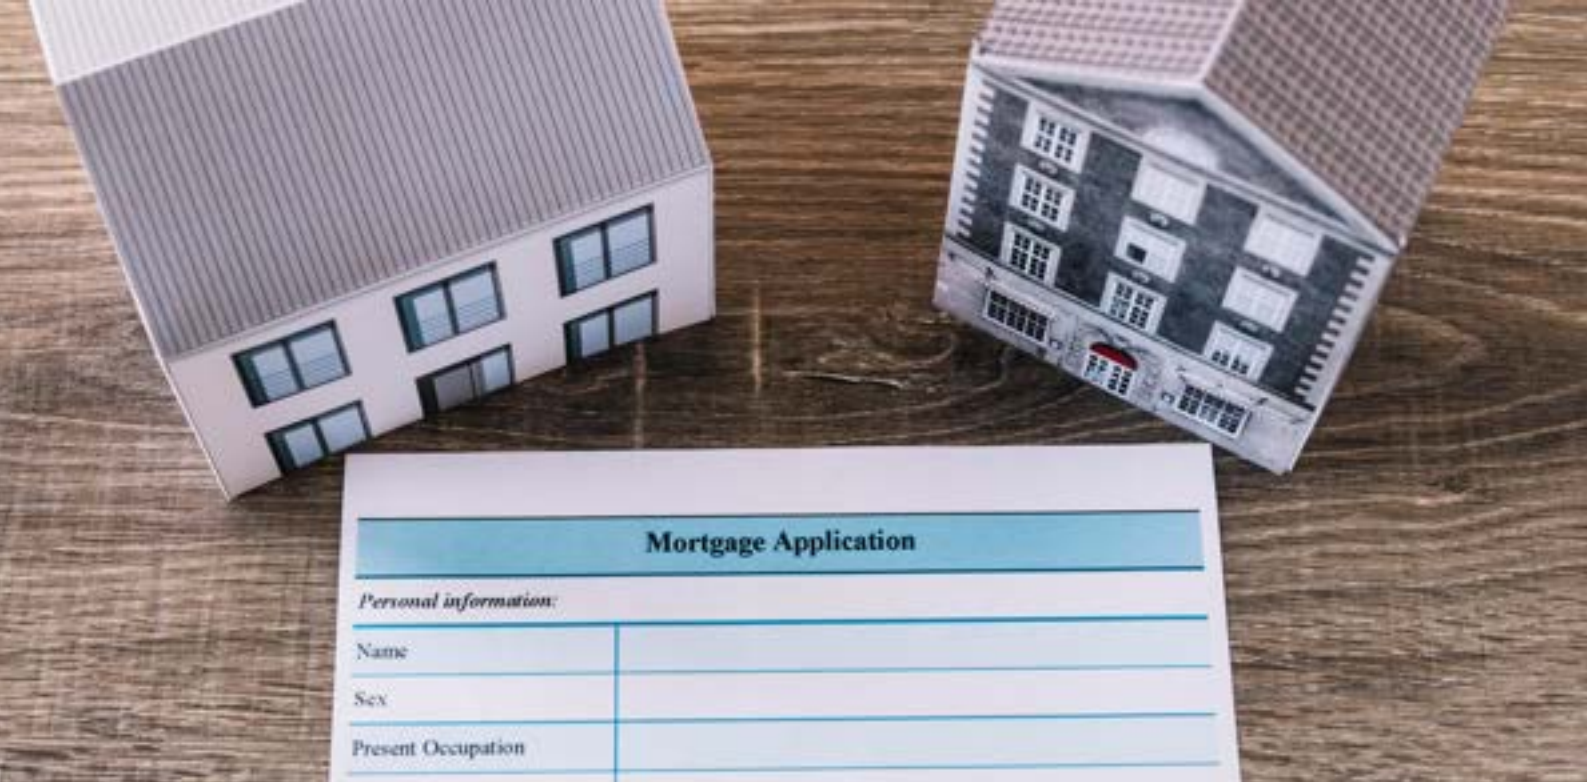 Mortgage Application
Personal information:
Name
Sex
Present Occupation